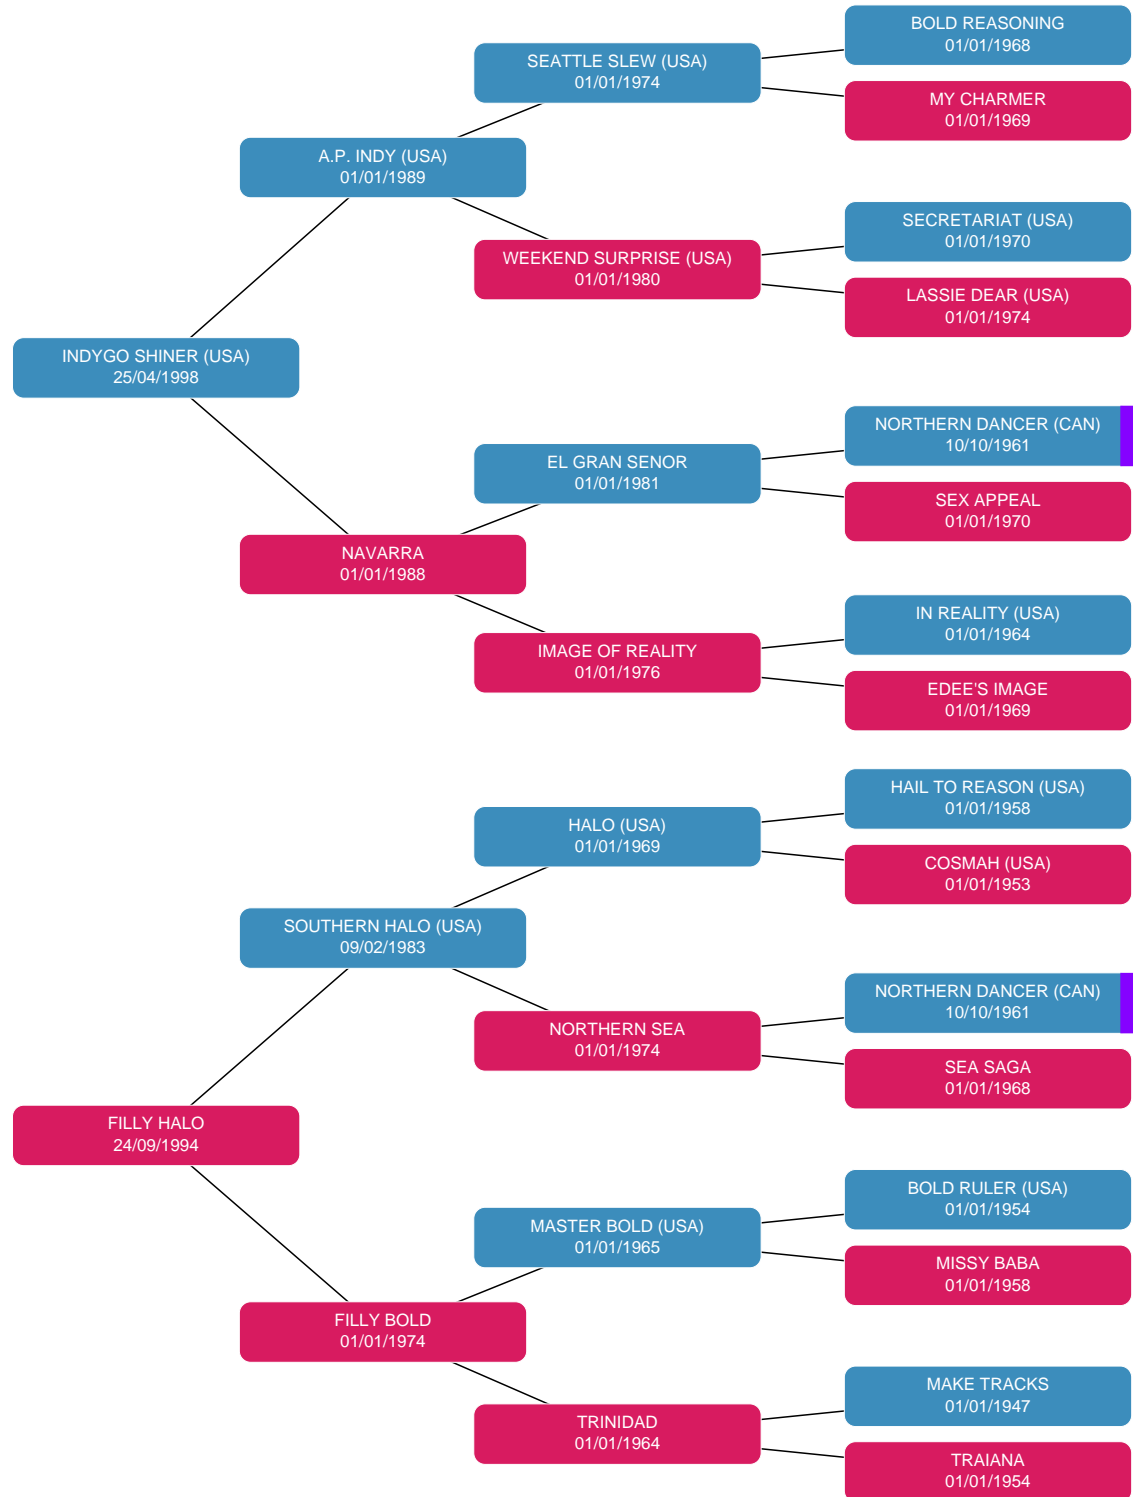 BOLD REASONING
01/01/1968
SEATTLE SLEW (USA)
01/01/1974
MY CHARMER
01/01/1969
A.P. INDY (USA)
01/01/1989
SECRETARIAT (USA)
01/01/1970
WEEKEND SURPRISE (USA)
01/01/1980
LASSIE DEAR (USA)
01/01/1974
INDYGO SHINER (USA)
25/04/1998
NORTHERN DANCER (CAN)
10/10/1961
EL GRAN SENOR
01/01/1981
SEX APPEAL
01/01/1970
NAVARRA
01/01/1988
IN REALITY (USA)
01/01/1964
IMAGE OF REALITY
01/01/1976
EDEE'S IMAGE
01/01/1969
HAIL TO REASON (USA)
01/01/1958
HALO (USA)
01/01/1969
COSMAH (USA)
01/01/1953
SOUTHERN HALO (USA)
09/02/1983
NORTHERN DANCER (CAN)
10/10/1961
NORTHERN SEA
01/01/1974
SEA SAGA
01/01/1968
FILLY HALO
24/09/1994
BOLD RULER (USA)
01/01/1954
MASTER BOLD (USA)
01/01/1965
MISSY BABA
01/01/1958
FILLY BOLD
01/01/1974
MAKE TRACKS
01/01/1947
TRINIDAD
01/01/1964
TRAIANA
01/01/1954